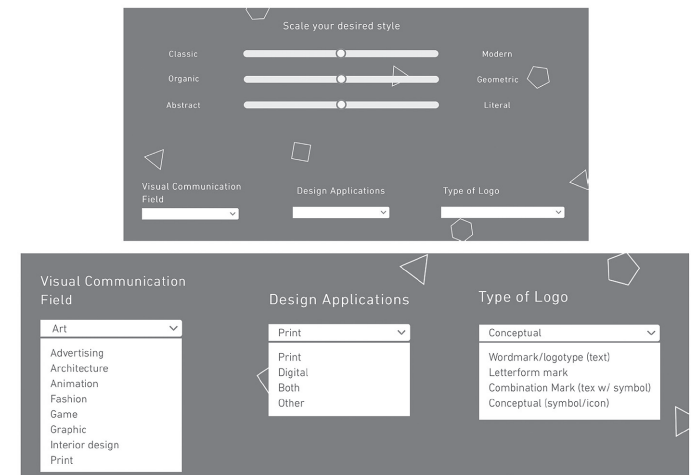 Scale your desired style
Classic
Modern
Organic
Geometric
Abstract
Literal
Visual Communication
Field
Design Applications
Type of Logo
Visual Communication
Field
Art
Advertising
Architecture
Animation
Fashion
Game
Graphic
Interior design
Print
Design Applications
Print
Print
Digital
Both
Other
Type of Logo
Conceptual
Wordmark/logotype (text)
Letterform mark
Combination Mark (tex w/ symbol)
Conceptual (symbol/icon)